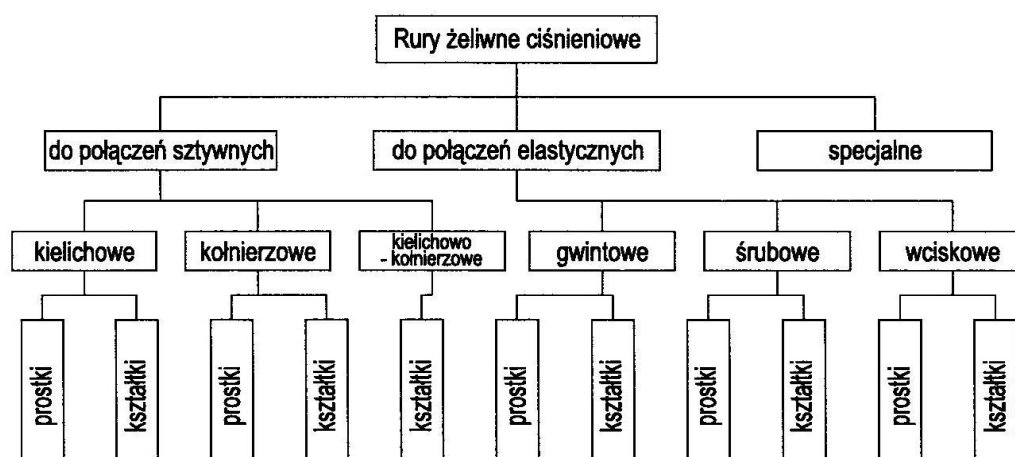 Rury żeliwne ciśnieniowe
do połączeń sztywnych
do połączeń elastycznych
specjalne
kielichowe
kołnierzowe
kielichowo
- kołnierzowe
gwintowe
śrubowe
wciskowe
prostki
kształtki
prostki
kształtki
kształtki
prostki
kształtki
prostki
kształtki
prostki
kształtki